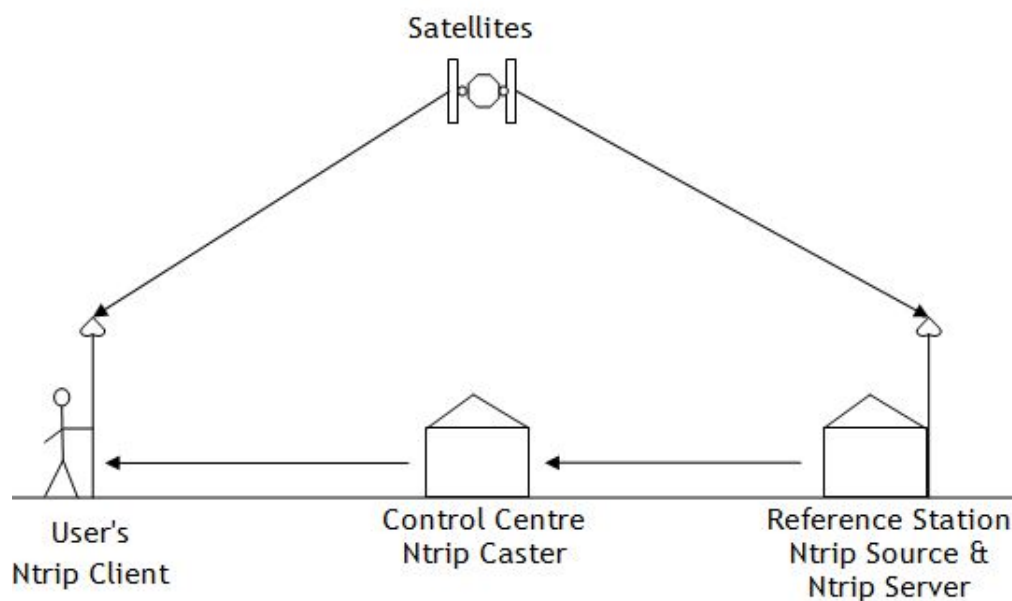 Satellites
User's
Ntrip Client
Control Centre
Ntrip Caster
Reference Station
Ntrip Source &
Ntrip Server